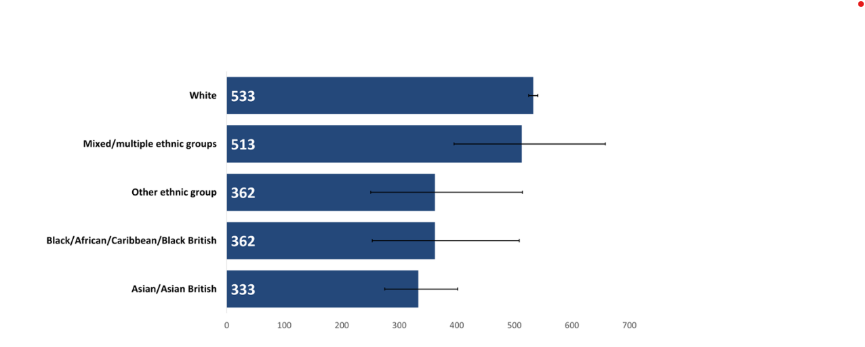 White 533
Mixed/multiple ethnic groups 513
Other ethnic group 362
Black/African/Caribbean/Black British 362
Asian/Asian British 333
0 100 200 300 400 500 600 700